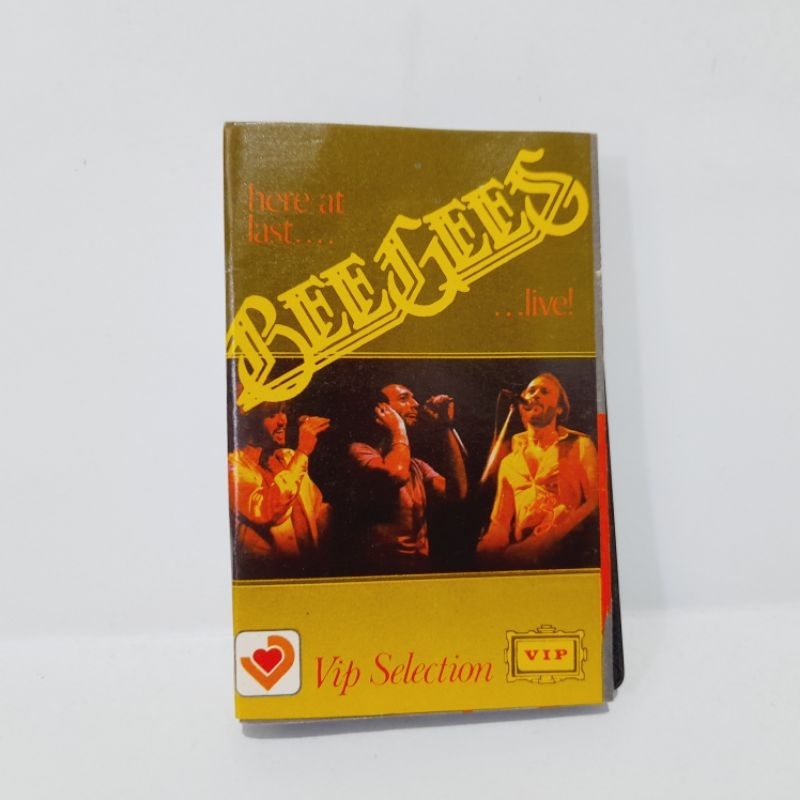 here at
last....
BEE GEES
...live!
Vip Selection
VIP